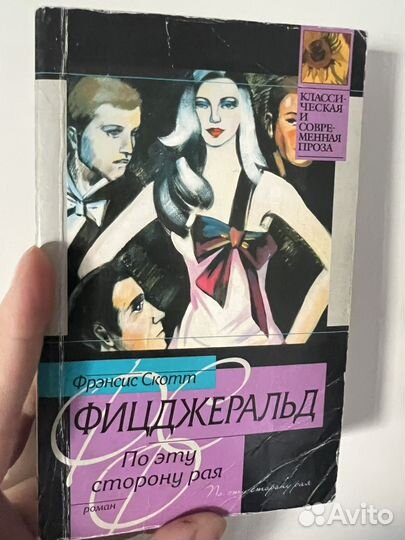 КЛАССИ-
ЧЕСКАЯ И
СОВРЕ-
МЕННАЯ
ПРОЗА
Фрэнсис Скотт
ФИЦДЖЕРАЛЬД
По эту
сторону рая
роман
По эту сторону рая
Avito